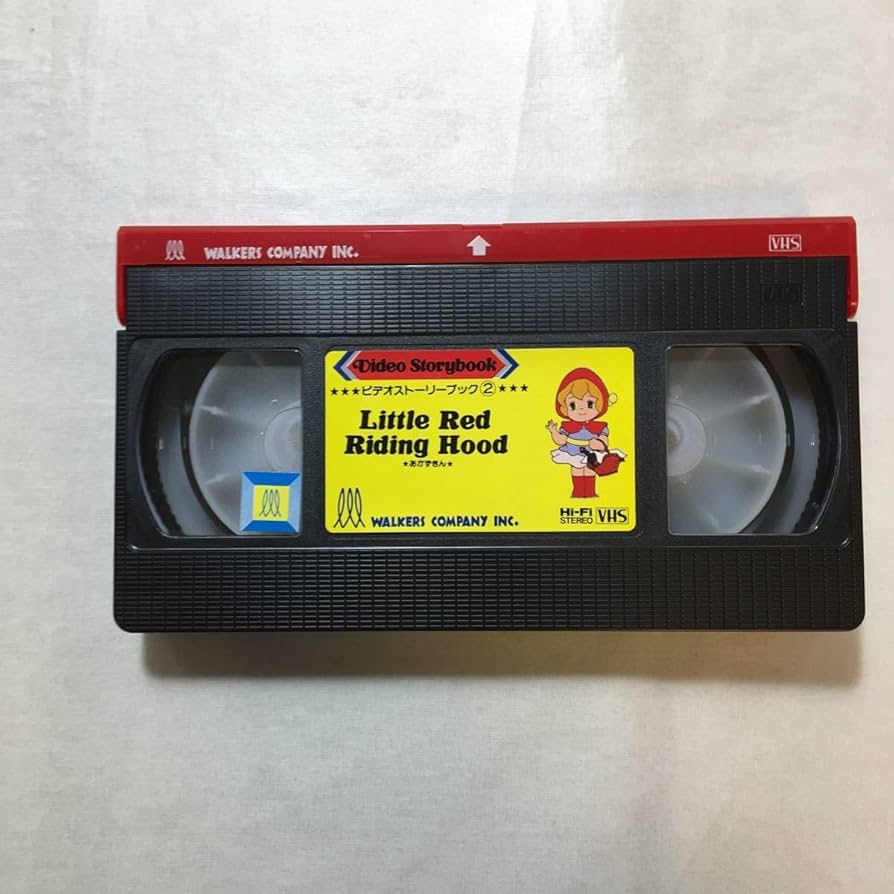 WALKERS COMPANY INC.
VHS
VHS
Video Storybook
★★★ビデオストーリーブック②★★★
Little Red
Riding Hood
★あかずきん★
WALKERS COMPANY INC.
Hi-Fi
STEREO VHS